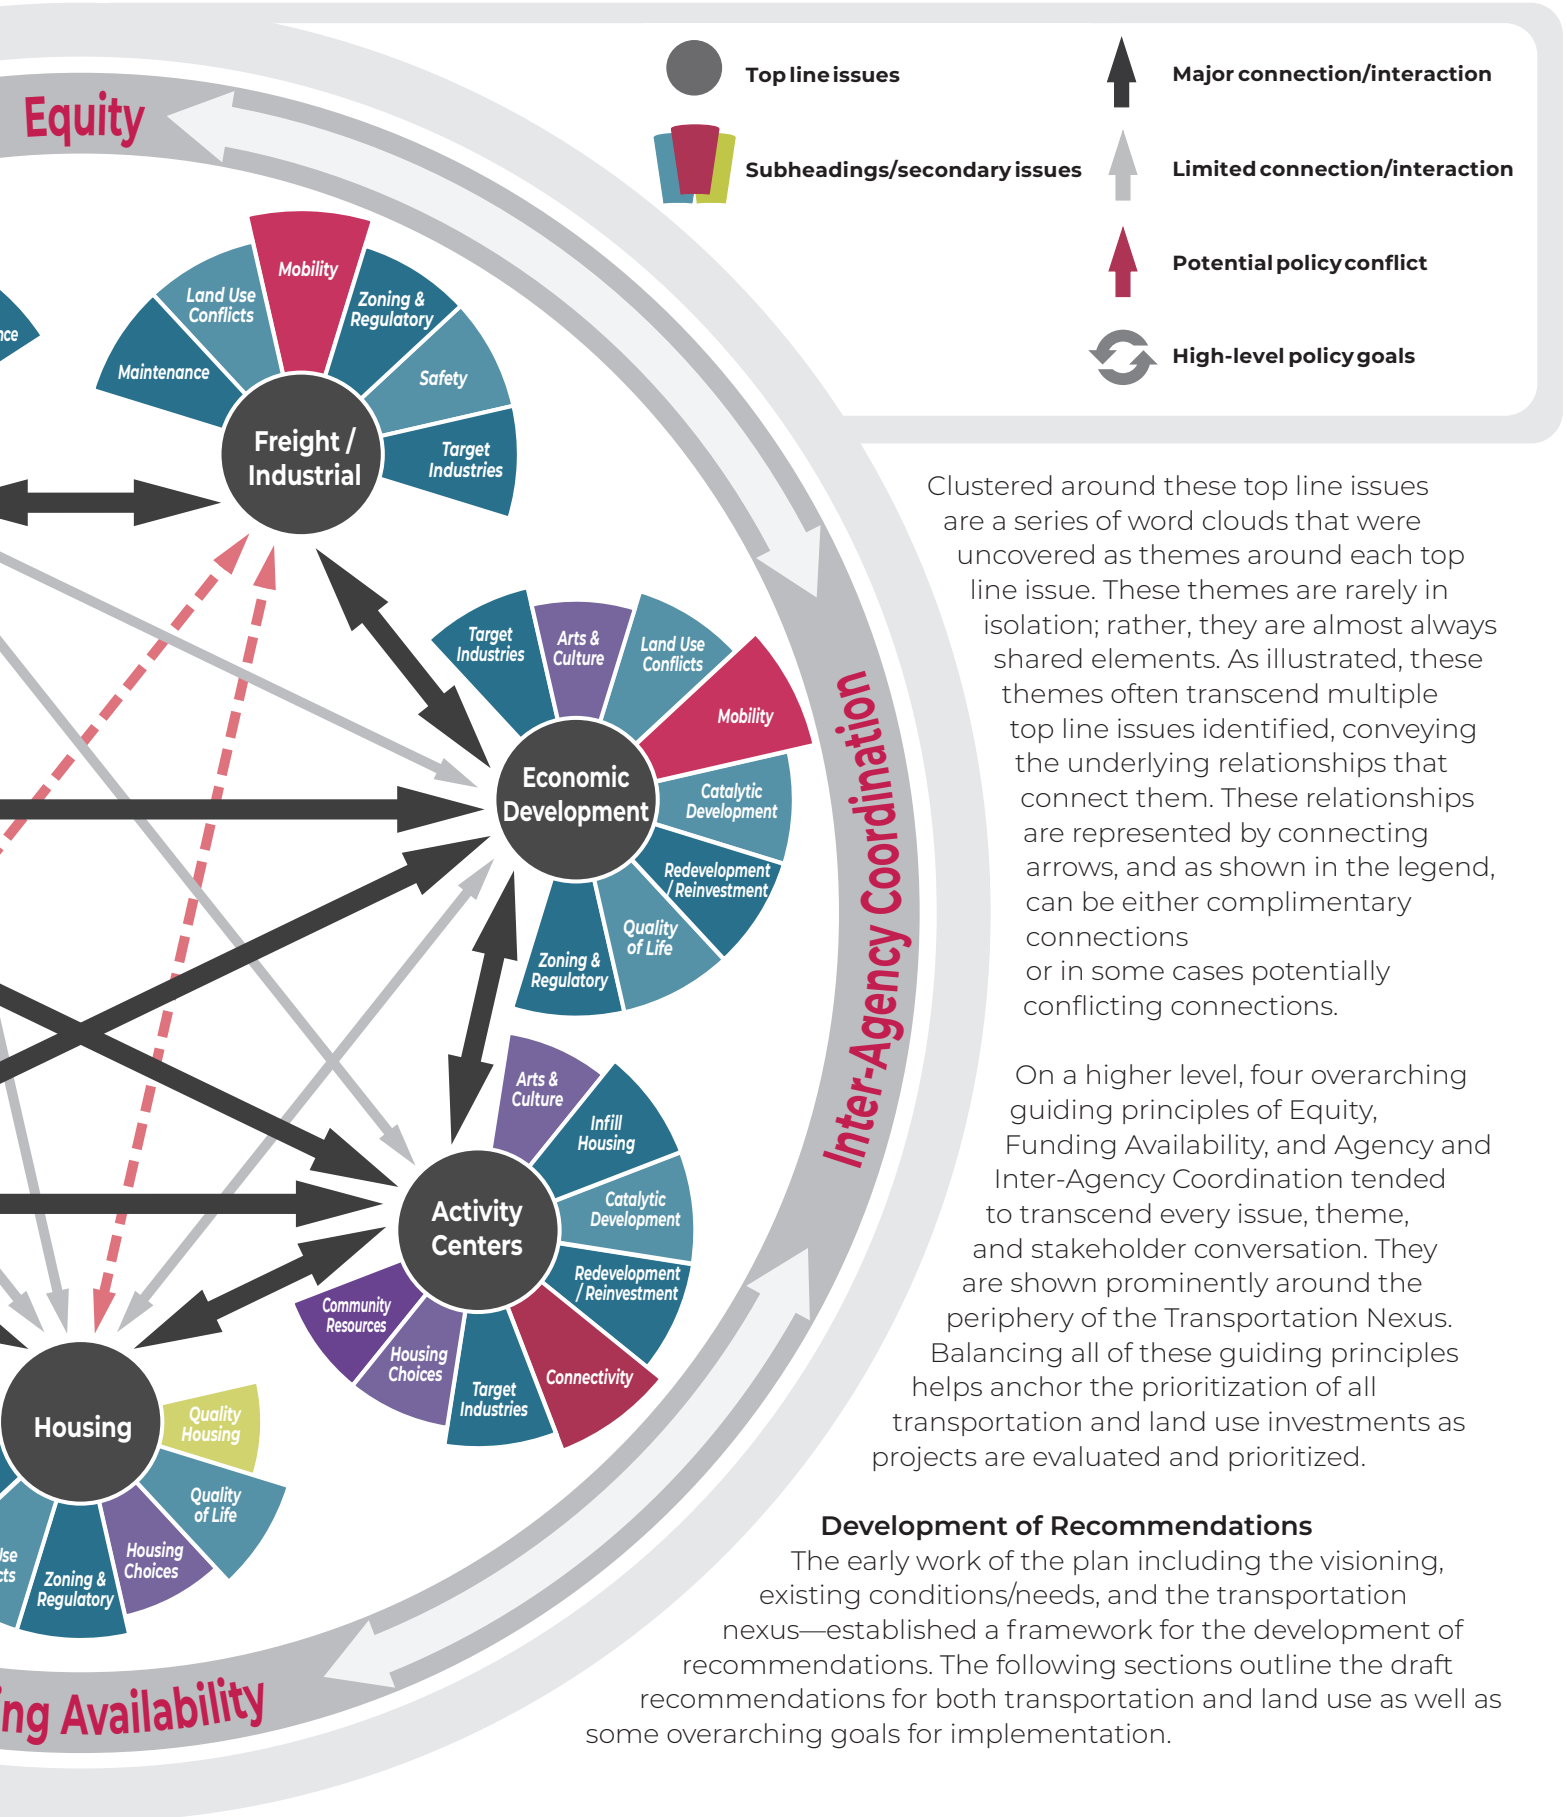 Top line issues
Subheadings/secondary issues
Major connection/interaction
Limited connection/interaction
Potential policy conflict
High-level policy goals
Equity
Mobility
Land Use
Conflicts
Zoning &
Regulatory
Maintenance
Safety
Target
Industries
Freight /
Industrial
Target
Industries
Arts &
Culture
Land Use
Conflicts
Mobility
Catalytic
Development
Redevelopment
/ Reinvestment
Quality
of Life
Zoning &
Regulatory
Economic
Development
Inter-Agency Coordination
Arts &
Culture
Infill
Housing
Catalytic
Development
Redevelopment
/ Reinvestment
Connectivity
Target
Industries
Housing
Choices
Community
Resources
Activity
Centers
Housing
Quality
Housing
Quality
of Life
Housing
Choices
Zoning &
Regulatory
Availability
Clustered around these top line issues
are a series of word clouds that were
uncovered as themes around each top
line issue. These themes are rarely in
isolation; rather, they are almost always
shared elements. As illustrated, these
themes often transcend multiple
top line issues identified, conveying
the underlying relationships that
connect them. These relationships
are represented by connecting
arrows, and as shown in the legend,
can be either complimentary
connections
or in some cases potentially
conflicting connections.
On a higher level, four overarching
guiding principles of Equity,
Funding Availability, and Agency and
Inter-Agency Coordination tended
to transcend every issue, theme,
and stakeholder conversation. They
are shown prominently around the
periphery of the Transportation Nexus.
Balancing all of these guiding principles
helps anchor the prioritization of all
transportation and land use investments as
projects are evaluated and prioritized.
Development of Recommendations
The early work of the plan including the visioning,
existing conditions/needs, and the transportation
nexus—established a framework for the development of
recommendations. The following sections outline the draft
recommendations for both transportation and land use as well as
some overarching goals for implementation.